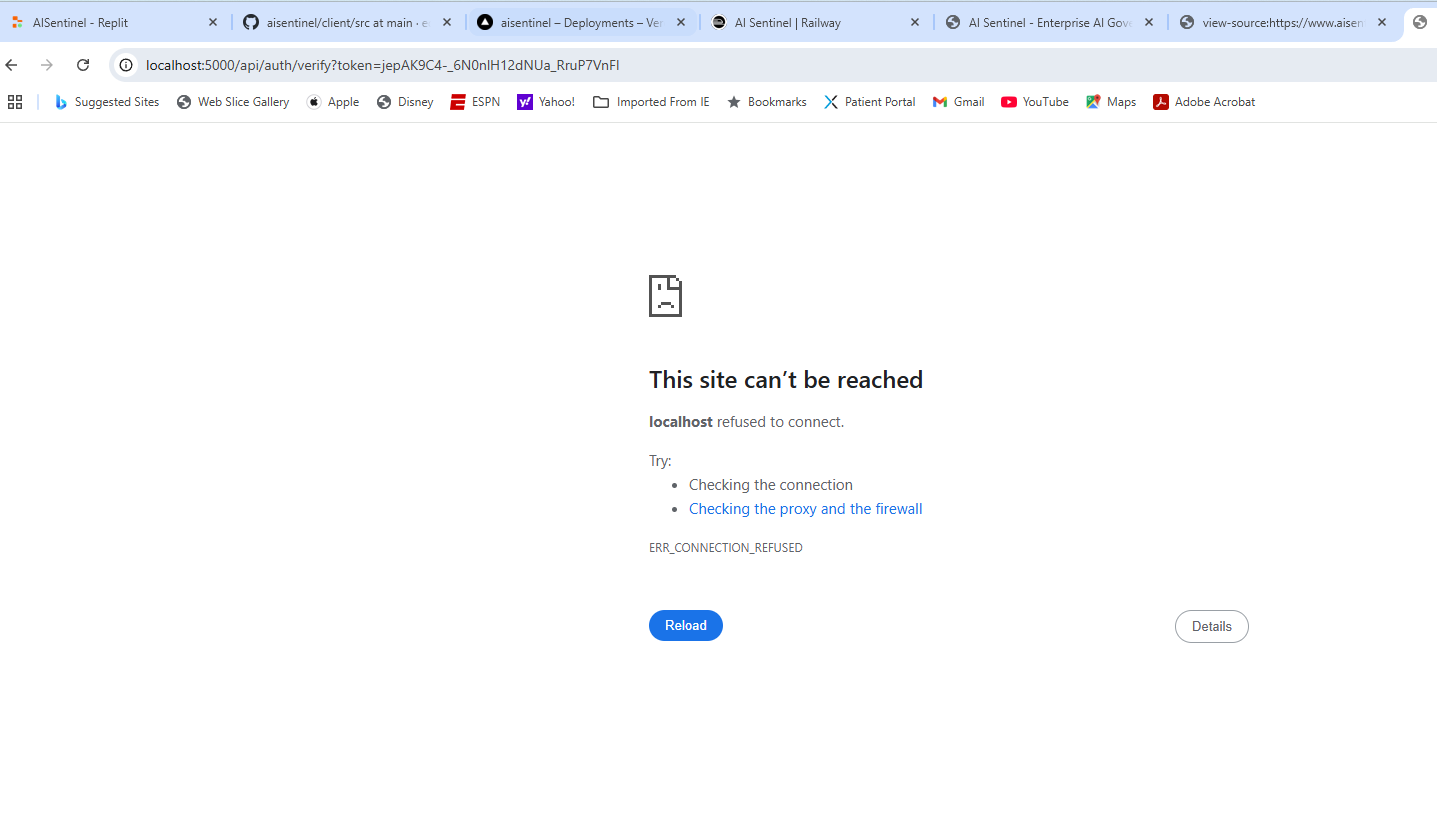 AISentinel - Replit
aisentinel/client/src at main · e
aisentinel – Deployments – Ver
AI Sentinel | Railway
AI Sentinel - Enterprise AI Gov
view-source:https://www.aisen
localhost:5000/api/auth/verify?token=jepAK9C4-_6N0nlH12dNUa_RruP7VnFl
Suggested Sites
Web Slice Gallery
Apple
Disney
ESPN
Yahoo!
Imported From IE
Bookmarks
Patient Portal
Gmail
YouTube
Maps
Adobe Acrobat
This site can’t be reached
localhost refused to connect.
Try:
Checking the connection
Checking the proxy and the firewall
ERR_CONNECTION_REFUSED
Reload
Details